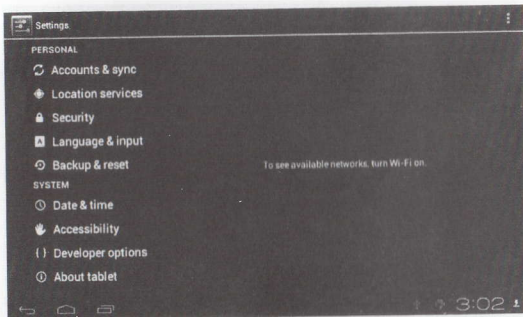 Settings
PERSONAL
Accounts & sync
Location services
Security
A Language & input
Backup & reset
To see available networks, turn Wi-Fi on.
SYSTEM
Date & time
Accessibility
{ } Developer options
About tablet
3:02